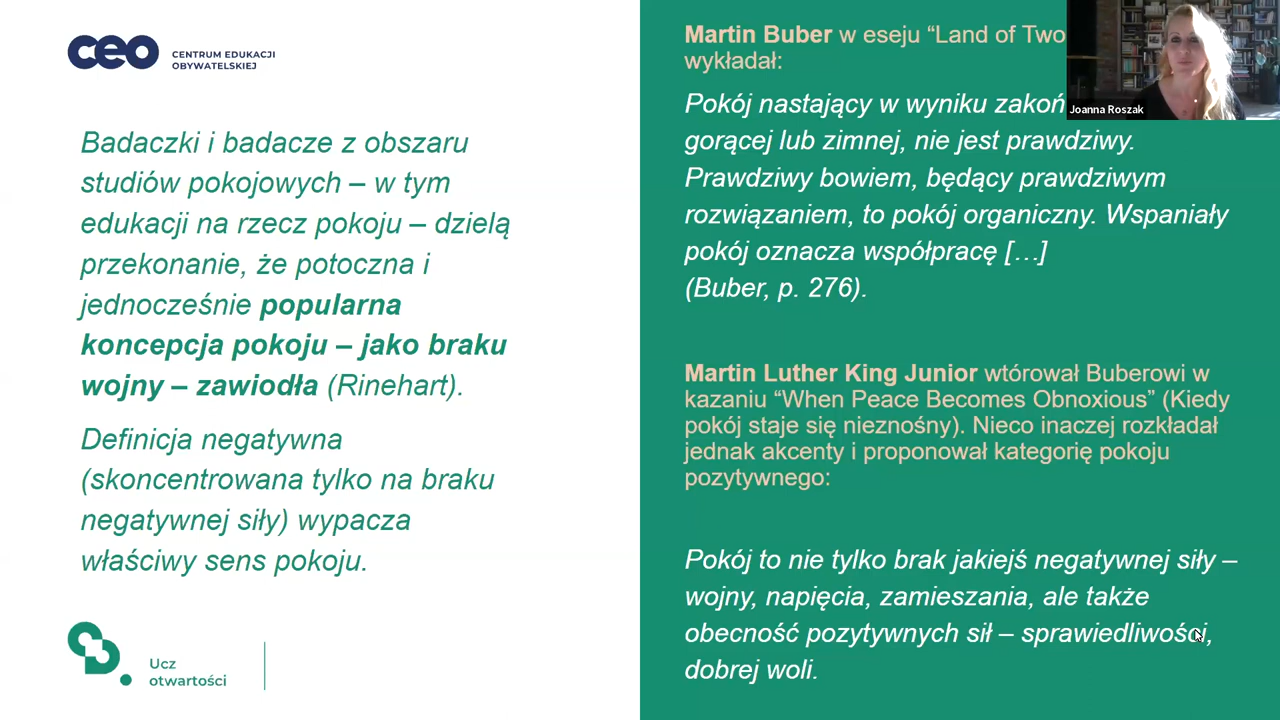 ceo CENTRUM EDUKACJI
OBYWATELSKIEJ
Badaczki i badacze z obszaru
studiów pokojowych – w tym
edukacji na rzecz pokoju – dzielą
przekonanie, że potoczna i
jednocześnie popularna
koncepcja pokoju – jako braku
wojny – zawiodła (Rinehart).
Definicja negatywna
(skoncentrowana tylko na braku
negatywnej siły) wypacza
właściwy sens pokoju.
Ucz
otwartości
Martin Buber w eseju “Land of Two
wykładał:
Pokój nastający w wyniku zakoń
gorącej lub zimnej, nie jest prawdziwy.
Prawdziwy bowiem, będący prawdziwym
rozwiązaniem, to pokój organiczny. Wspaniały
pokój oznacza współpracę […]
(Buber, p. 276).
Martin Luther King Junior wtórował Buberowi w
kazaniu “When Peace Becomes Obnoxious” (Kiedy
pokój staje się nieznośny). Nieco inaczej rozkładał
jednak akcenty i proponował kategorię pokoju
pozytywnego:
Pokój to nie tylko brak jakiejś negatywnej siły –
wojny, napięcia, zamieszania, ale także
obecność pozytywnych sił – sprawiedliwości,
dobrej woli.
Joanna Roszak